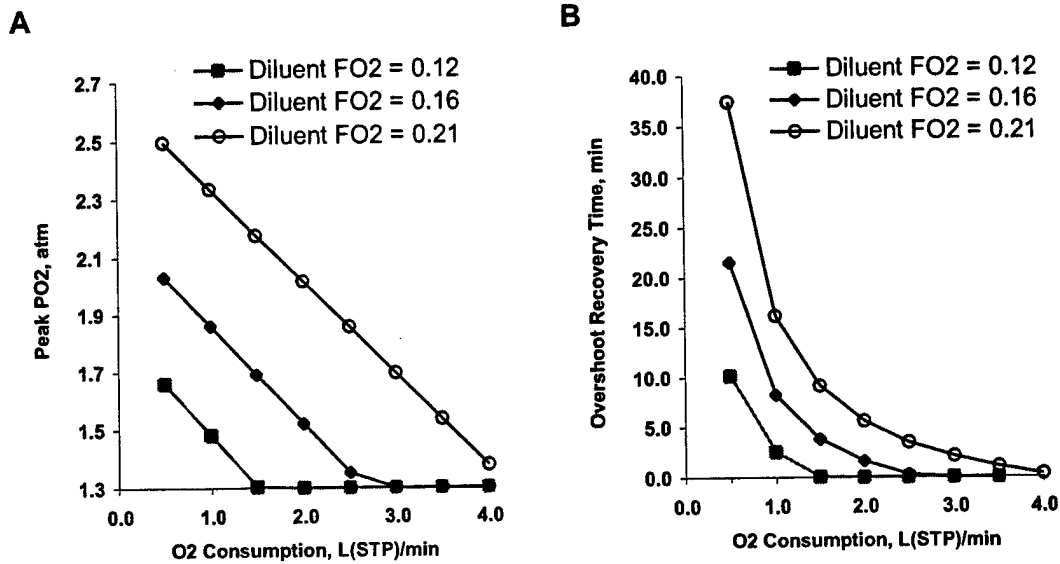 A
Diluent FO2 = 0.12
Diluent FO2 = 0.16
Diluent FO2 = 0.21
2.7
2.5
2.3
2.1
1.9
1.7
1.5
1.3
Peak PO2, atm
0.0 1.0 2.0 3.0 4.0
O2 Consumption, L(STP)/min
B
Diluent FO2 = 0.12
Diluent FO2 = 0.16
Diluent FO2 = 0.21
40.0
35.0
30.0
25.0
20.0
15.0
10.0
5.0
0.0
Overshoot Recovery Time, min
0.0 1.0 2.0 3.0 4.0
O2 Consumption, L(STP)/min